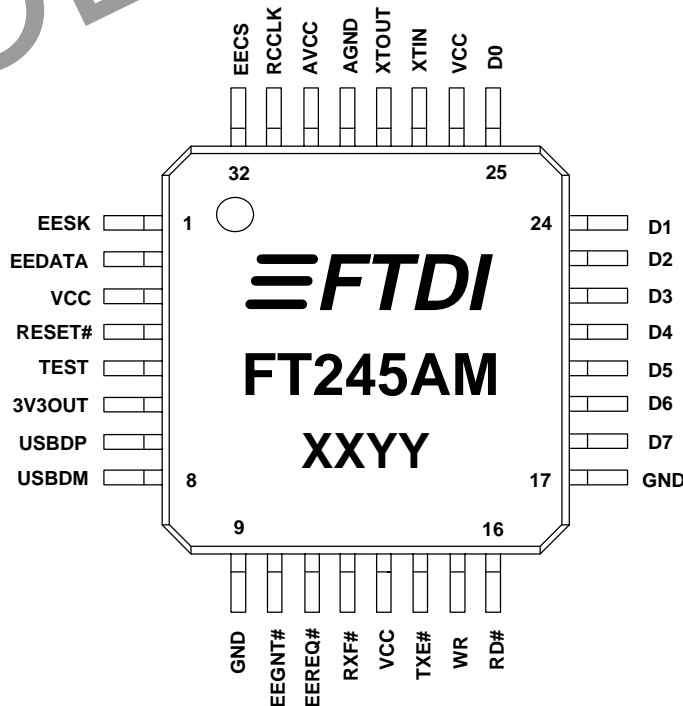 EECS
RCCLK
AVCC
AGND
XTOUT
XTIN
VCC
D0
32
25
EESK
1
24
D1
EEDATA
D2
VCC
D3
RESET#
D4
TEST
D5
3V3OUT
D6
USBDP
D7
USBDM
8
17
GND
FTDI
FT245AM
XXYY
9
16
GND
EEGNT#
EEREQ#
RXF#
VCC
TXE#
WR
RD#